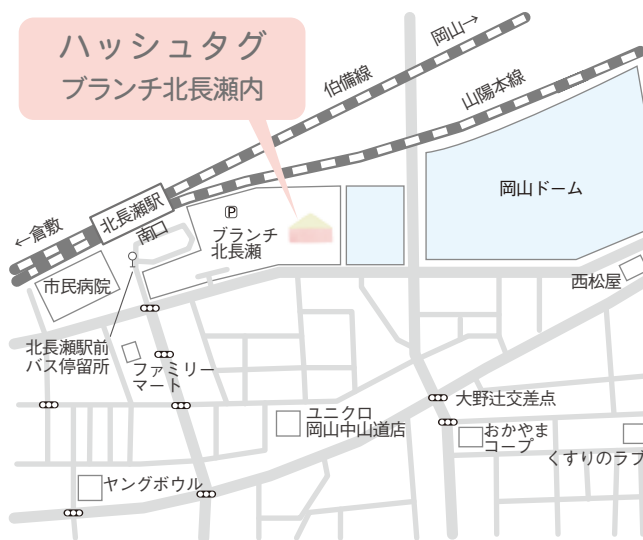 ハッシュタグ
ブランチ北長瀬内
岡山→
伯備線
山陽本線
岡山ドーム
北長瀬駅
←倉敷
南口
P
ブランチ
北長瀬
市民病院
西松屋
北長瀬駅前
バス停留所
ファミリー
マート
大野辻交差点
ユニクロ
岡山中山道店
おかやま
コープ
くすりのラブ
ヤングボウル